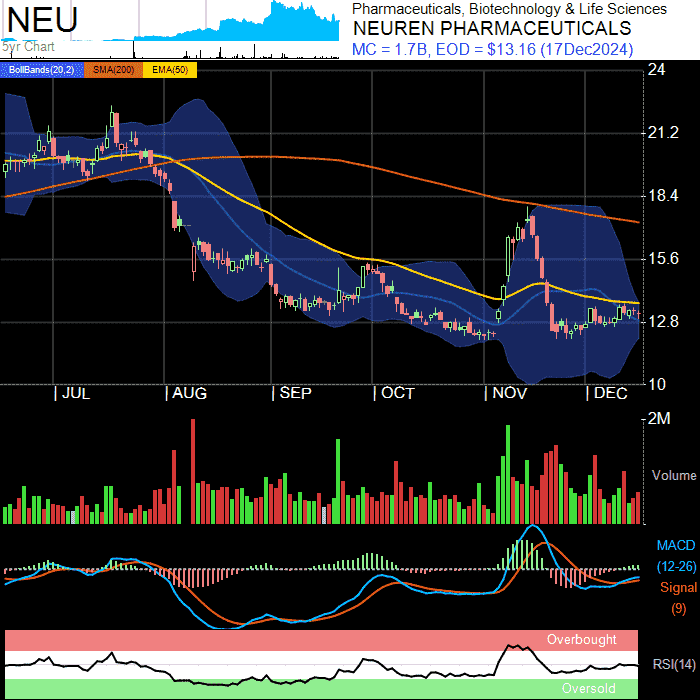 NEU
5yr Chart
Pharmaceuticals, Biotechnology & Life Sciences
NEUREN PHARMACEUTICALS
MC = 1.7B, EOD = $13.16 (17Dec2024)
BollBands(20,2) SMA(200) EMA(50)
24
21.2
18.4
15.6
12.8
10
JUL AUG SEP OCT NOV DEC
2M
Volume
MACD
(12-26)
Signal
(9)
Overbought
RSI(14)
Oversold